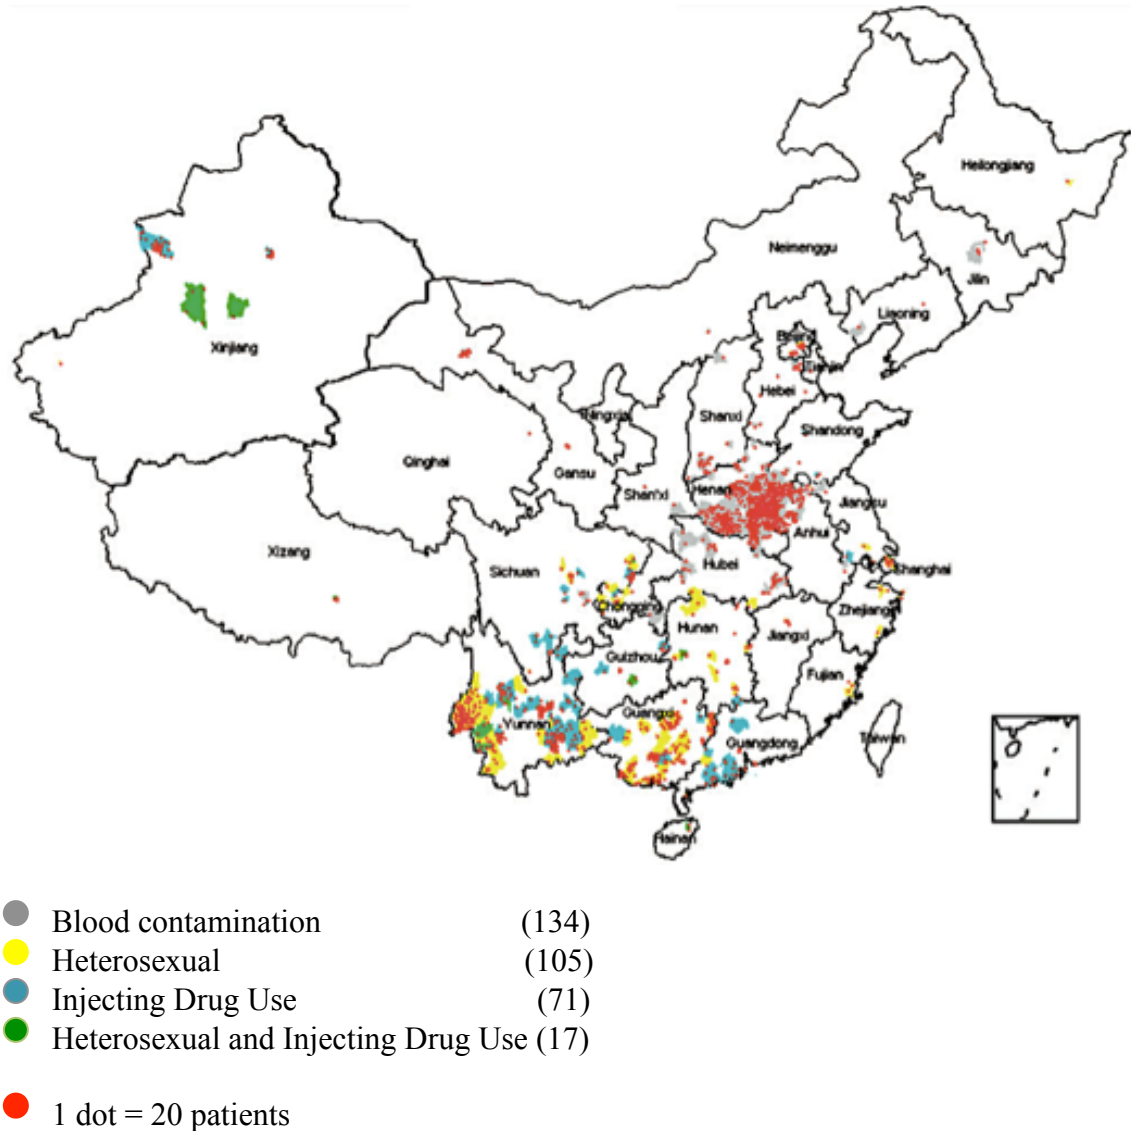 Heilongjiang
Neimenggu
Jilin
Liaoning
Beijing
Xinjiang
Tianjin
Hebei
Ningxia
Shanxi
Shandong
Qinghai
Gansu
Shan'xi
Henan
Jiangsu
Anhui
Xizang
Sichuan
Hubei
Shanghai
Chongqing
Zhejiang
Hunan
Jiangxi
Guizhou
Fujian
Yunnan
Guangxi
Guangdong
Taiwan
Hainan
Blood contamination (134)
Heterosexual (105)
Injecting Drug Use (71)
Heterosexual and Injecting Drug Use (17)
1 dot = 20 patients